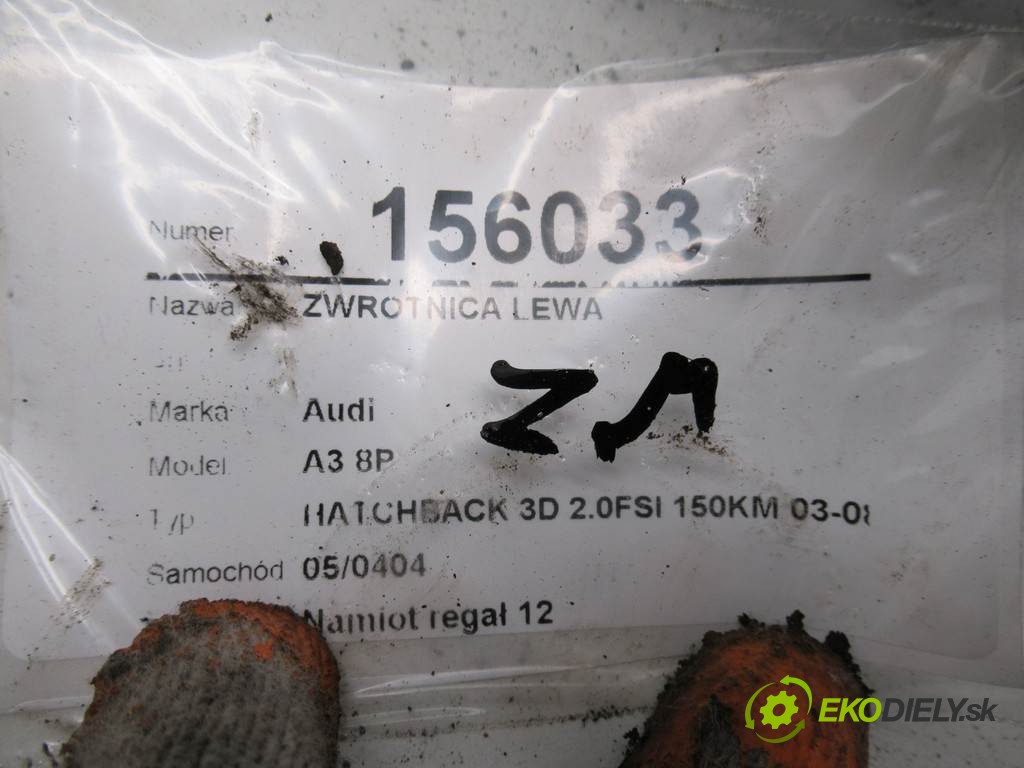 Numer 156033
Nazwa ZWROTNICA LEWA
Marka Audi
Model A3 8P
Typ HATCHBACK 3D 2.0FSI 150KM 03-08
Samochód 05/0404
Namiot regał 12
EKODIELY.sk